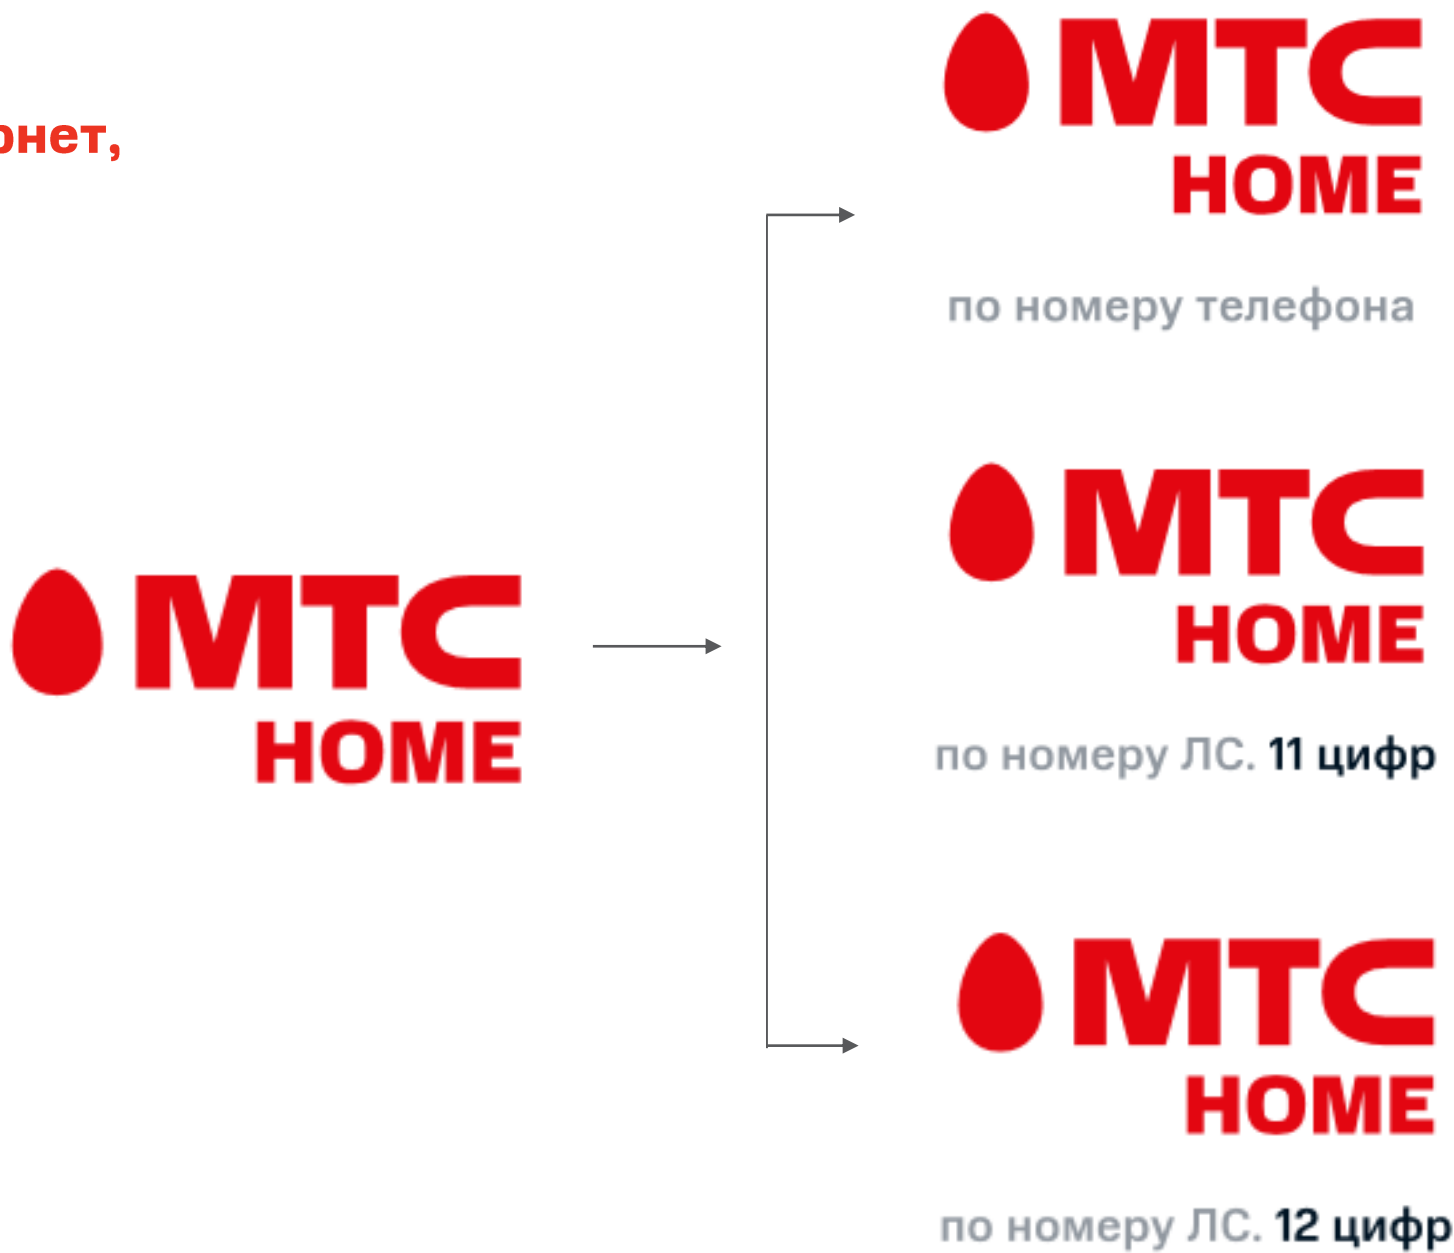 рнет,
МТС
HOME
по номеру телефона
МТС
HOME
по номеру ЛС. 11 цифр
МТС
HOME
МТС
HOME
по номеру ЛС. 12 цифр